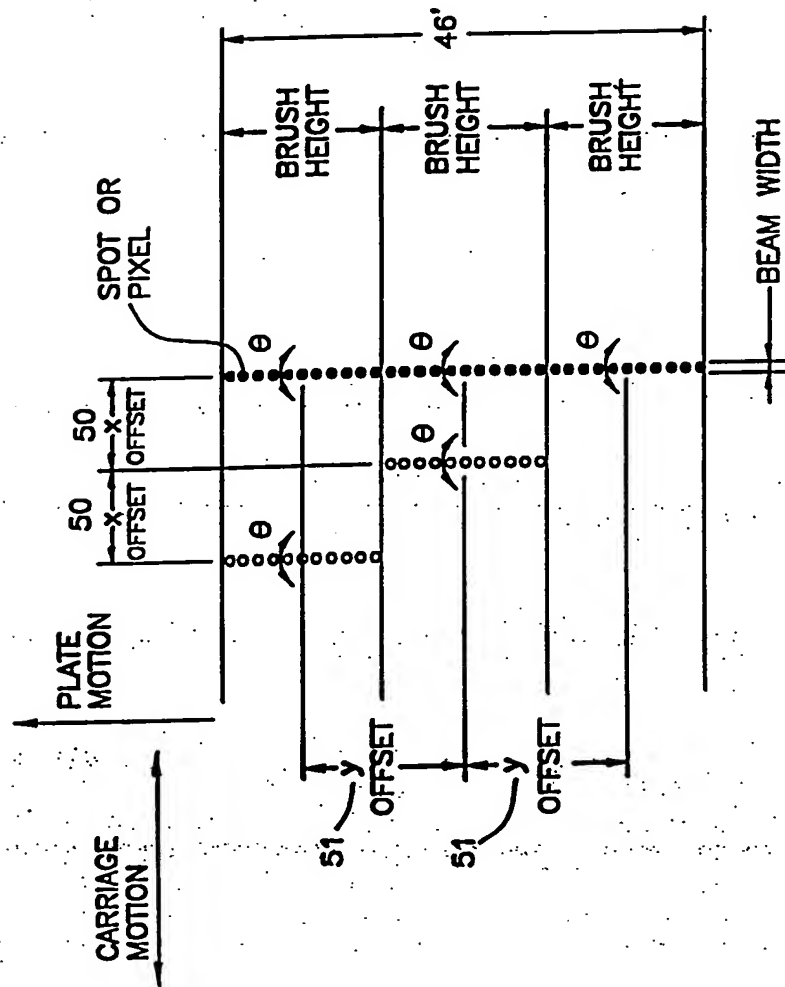 CARRIAGE
MOTION
PLATE
MOTION
50
X
OFFSET
50
X
OFFSET
SPOT OR
PIXEL
46'
BRUSH
HEIGHT
BRUSH
HEIGHT
BRUSH
HEIGHT
θ
θ
θ
θ
θ
51
y
OFFSET
51
y
OFFSET
BEAM WIDTH